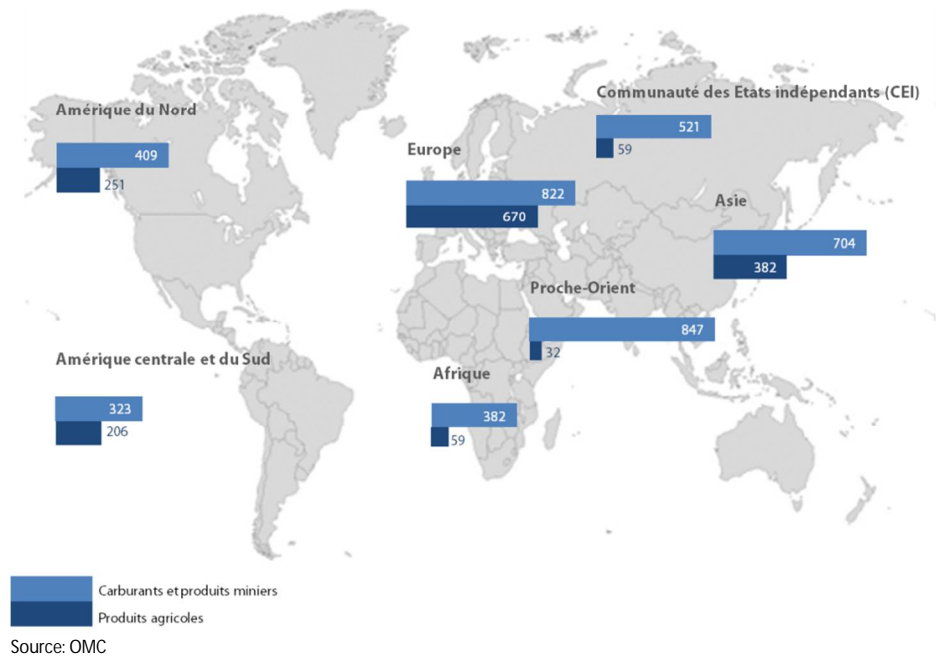 Amérique du Nord
409
251
Communauté des Etats indépendants (CEI)
521
59
Europe
822
670
Asie
704
382
Proche-Orient
847
32
Amérique centrale et du Sud
323
206
Afrique
382
59
Carburants et produits miniers
Produits agricoles
Source: OMC